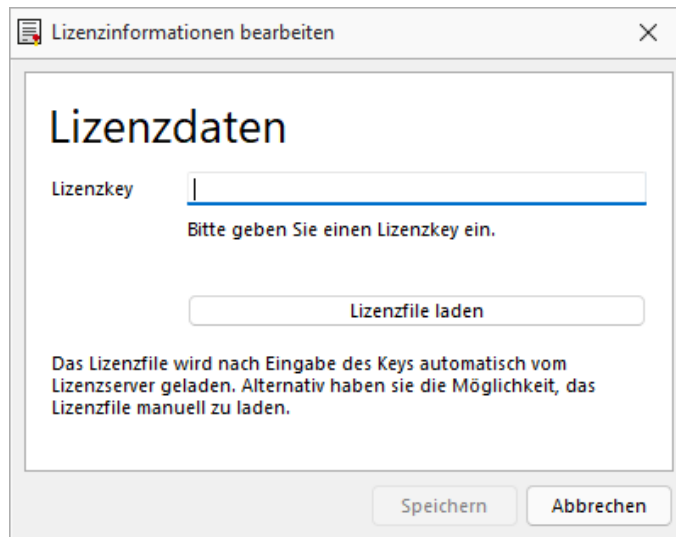 Lizenzinformationen bearbeiten
Lizenzdaten
Lizenzkey
Bitte geben Sie einen Lizenzkey ein.
Lizenzfile laden
Das Lizenzfile wird nach Eingabe des Keys automatisch vom
Lizenzserver geladen. Alternativ haben sie die Möglichkeit, das
Lizenzfile manuell zu laden.
Speichern
Abbrechen